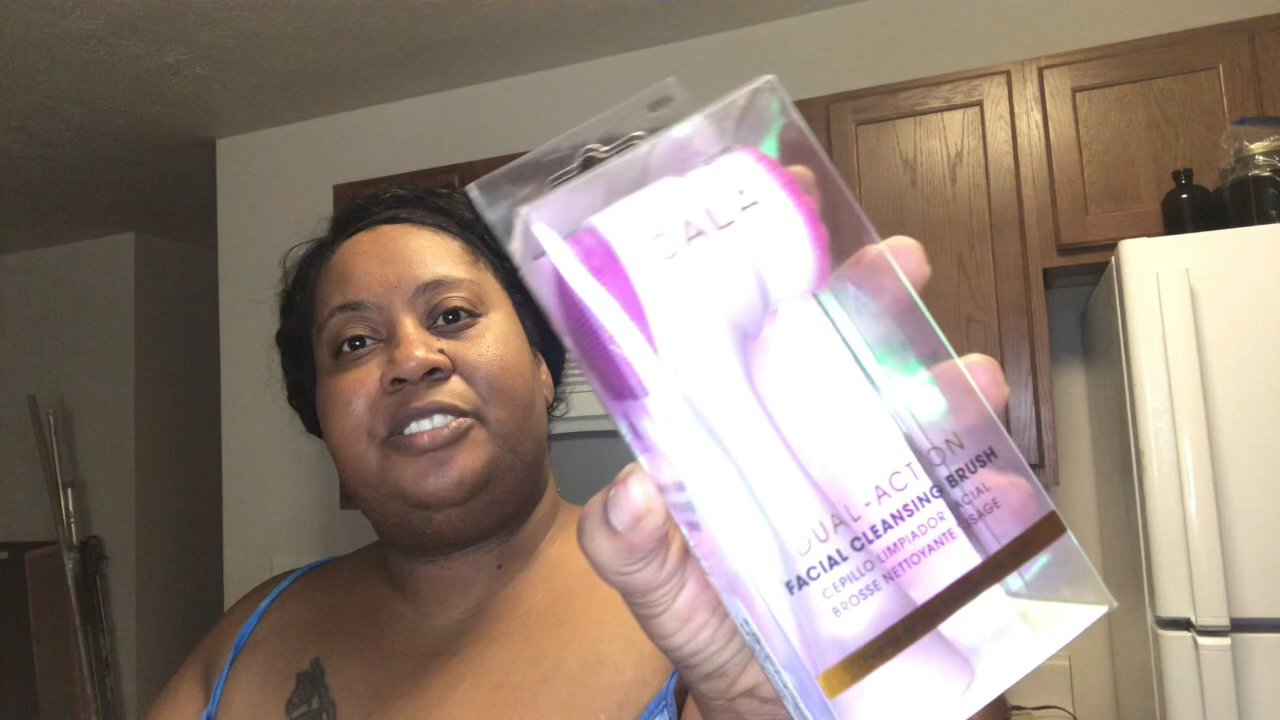 CALA
DUAL-ACTION
FACIAL CLEANSING BRUSH
CEPILLO LIMPIADOR FACIAL
BROSSE NETTOYANTE VISAGE